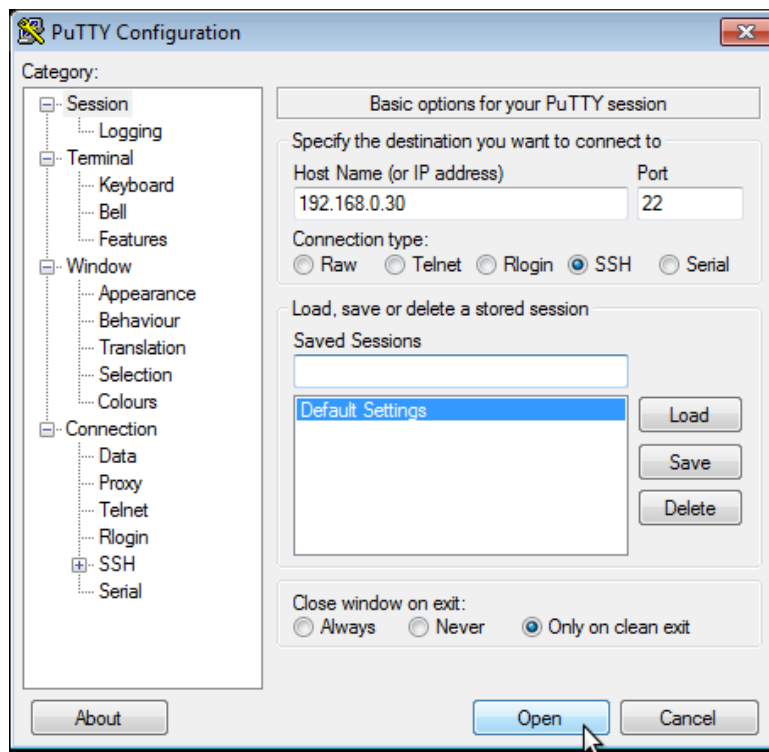 PuTTY Configuration
Category:
Session
Logging
Terminal
Keyboard
Bell
Features
Window
Appearance
Behaviour
Translation
Selection
Colours
Connection
Data
Proxy
Telnet
Rlogin
SSH
Serial
Basic options for your PuTTY session
Specify the destination you want to connect to
Host Name (or IP address) Port
192.168.0.30 22
Connection type:
Raw Telnet Rlogin SSH Serial
Load, save or delete a stored session
Saved Sessions
Default Settings
Load
Save
Delete
Close window on exit:
Always Never Only on clean exit
About Open Cancel